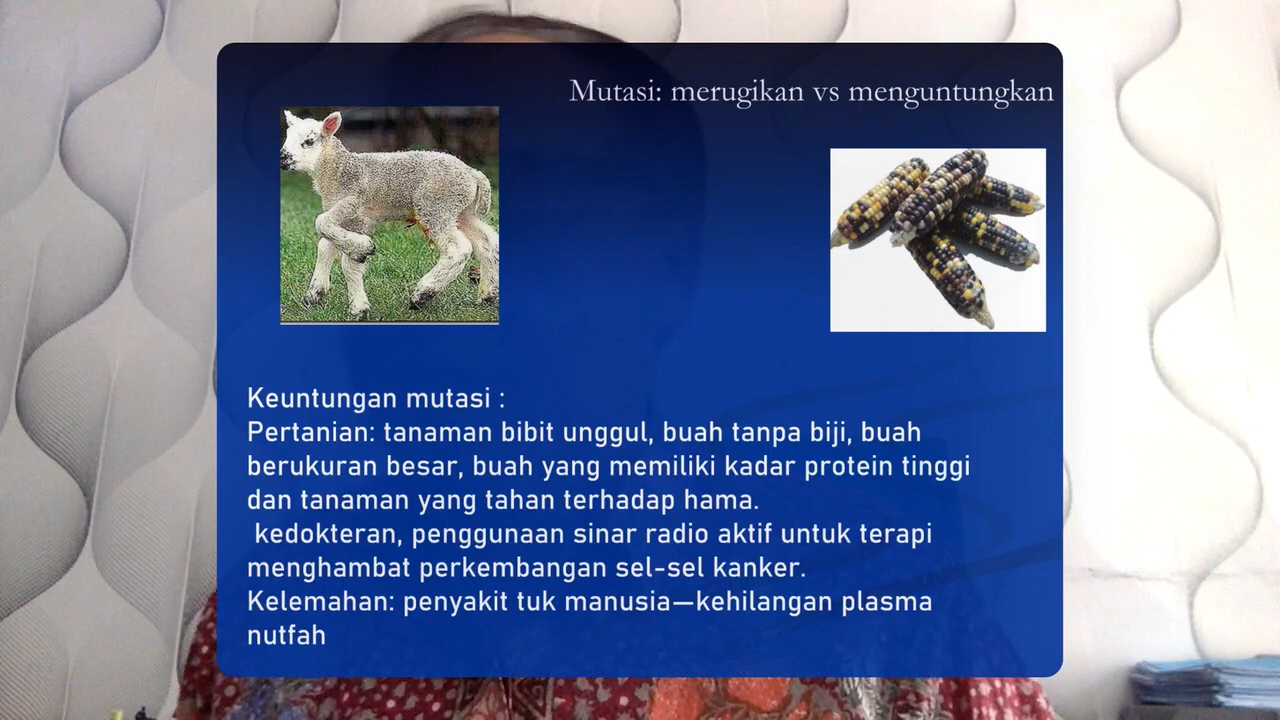 Mutasi: merugikan vs menguntungkan
Keuntungan mutasi :
Pertanian: tanaman bibit unggul, buah tanpa biji, buah
berukuran besar, buah yang memiliki kadar protein tinggi
dan tanaman yang tahan terhadap hama.
kedokteran, penggunaan sinar radio aktif untuk terapi
menghambat perkembangan sel-sel kanker.
Kelemahan: penyakit tuk manusia—kehilangan plasma
nutfah